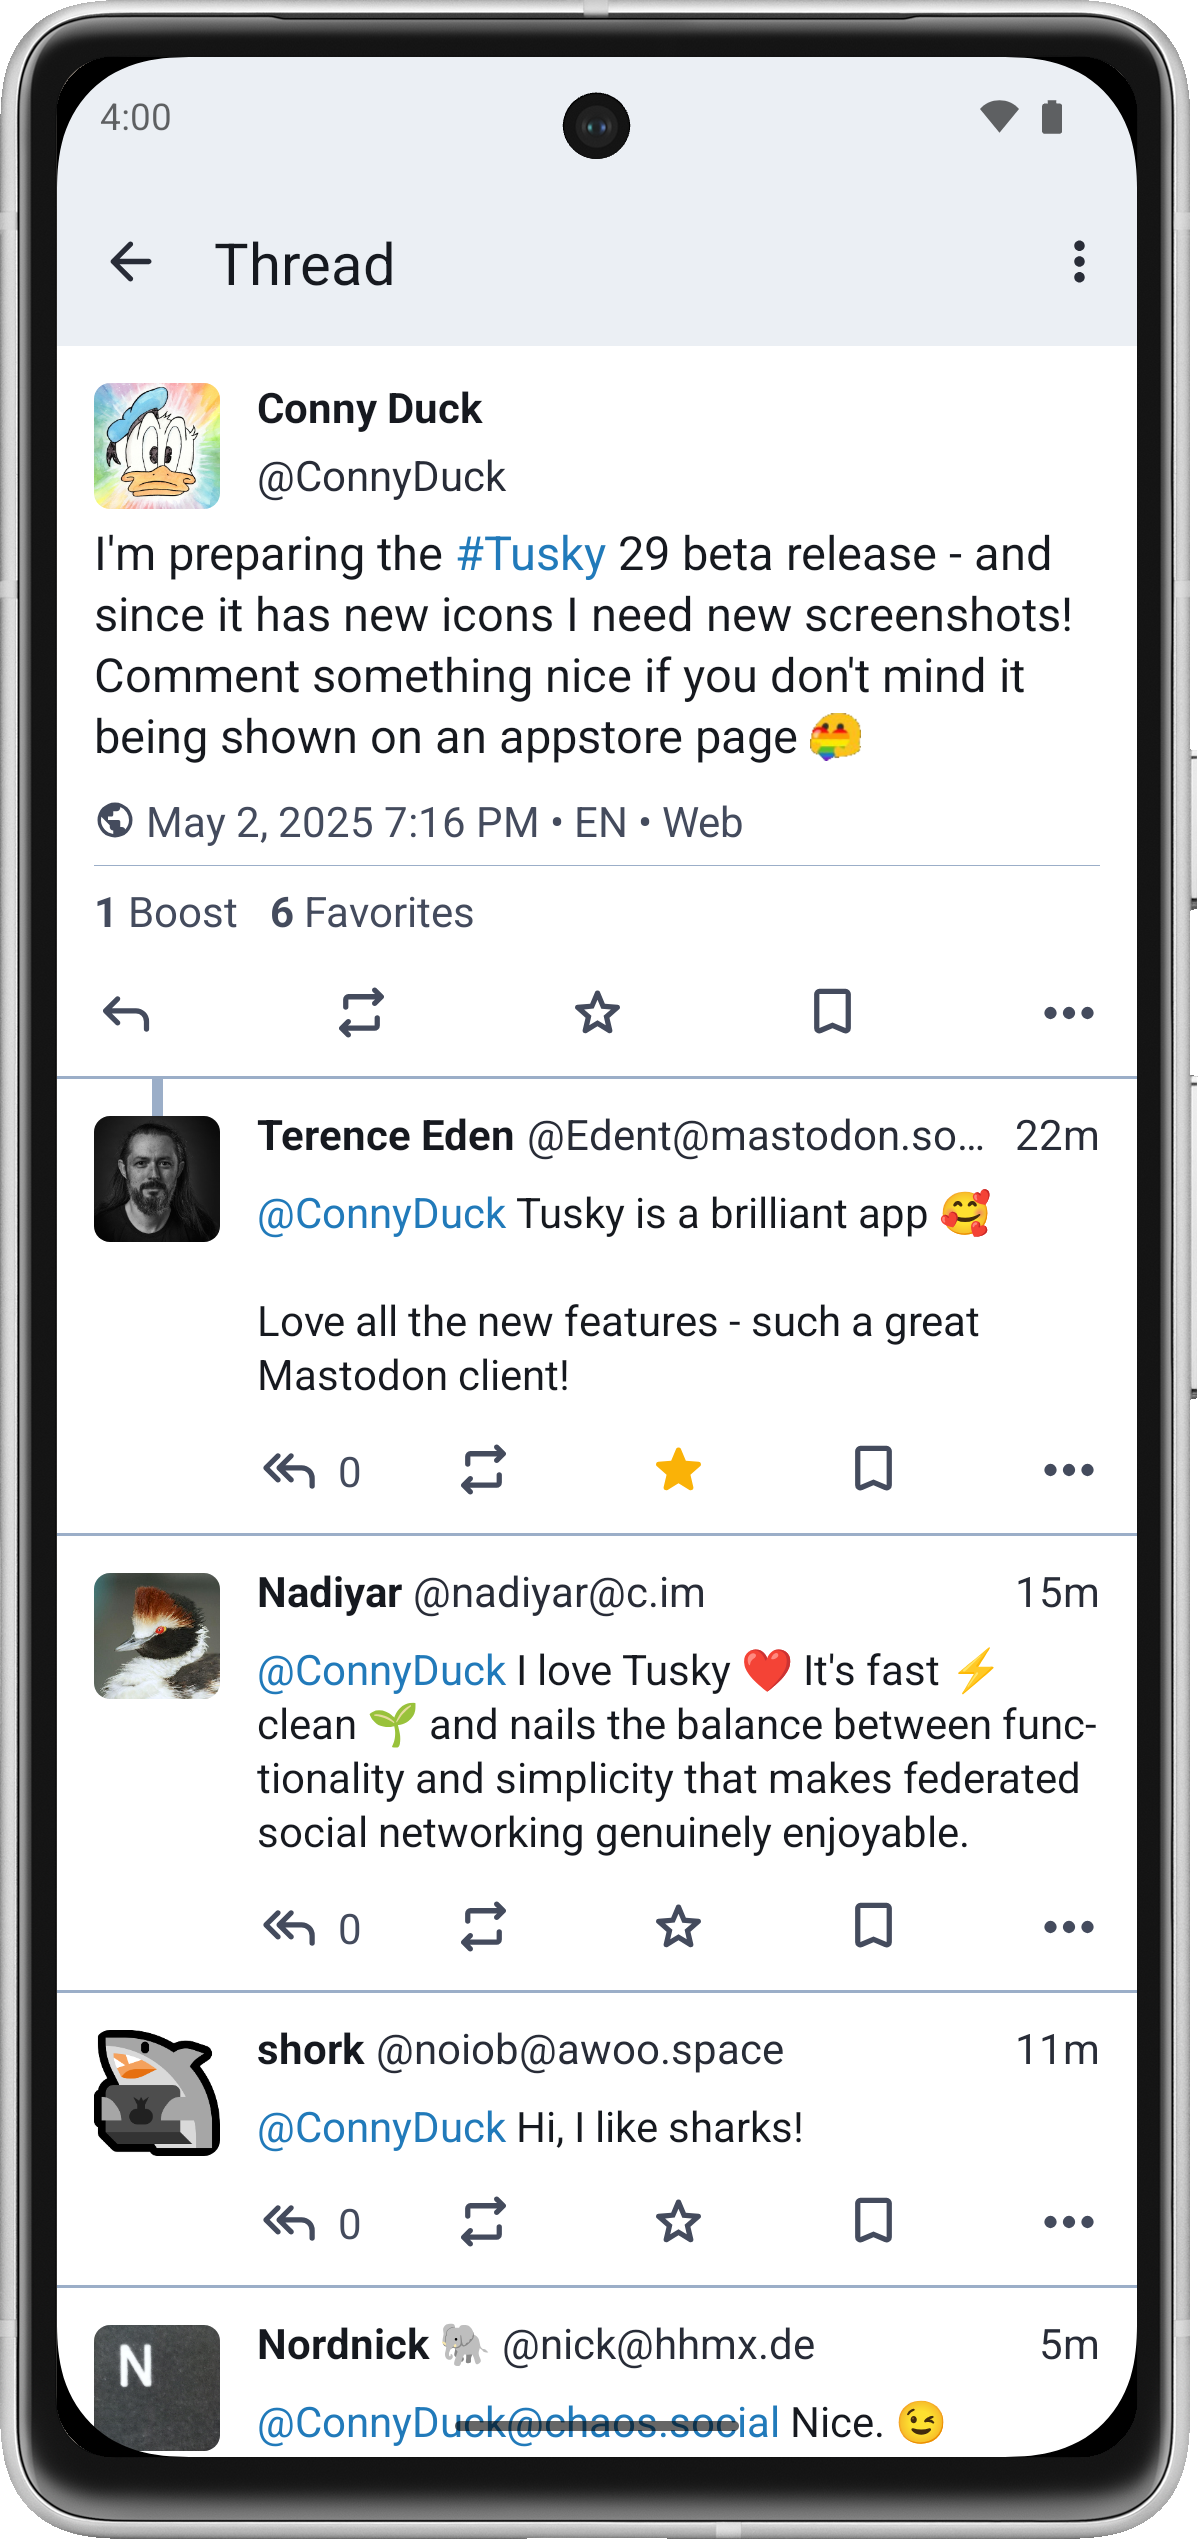 4:00
Thread
Conny Duck
@ConnyDuck
I'm preparing the #Tusky 29 beta release - and
since it has new icons I need new screenshots!
Comment something nice if you don't mind it
being shown on an appstore page
May 2, 2025 7:16 PM • EN • Web
1 Boost 6 Favorites
Terence Eden @Edent@mastodon.so... 22m
@ConnyDuck Tusky is a brilliant app 🥰
Love all the new features - such a great
Mastodon client!
0
Nadiyar @nadiyar@c.im 15m
@ConnyDuck I love Tusky ❤️ It's fast ⚡
clean 🌱 and nails the balance between func-
tionality and simplicity that makes federated
social networking genuinely enjoyable.
0
shork @noiob@awoo.space 11m
@ConnyDuck Hi, I like sharks!
0
N
Nordnick 🐘 @nick@hhmx.de 5m
@ConnyDuck@chaos.social Nice. 😉